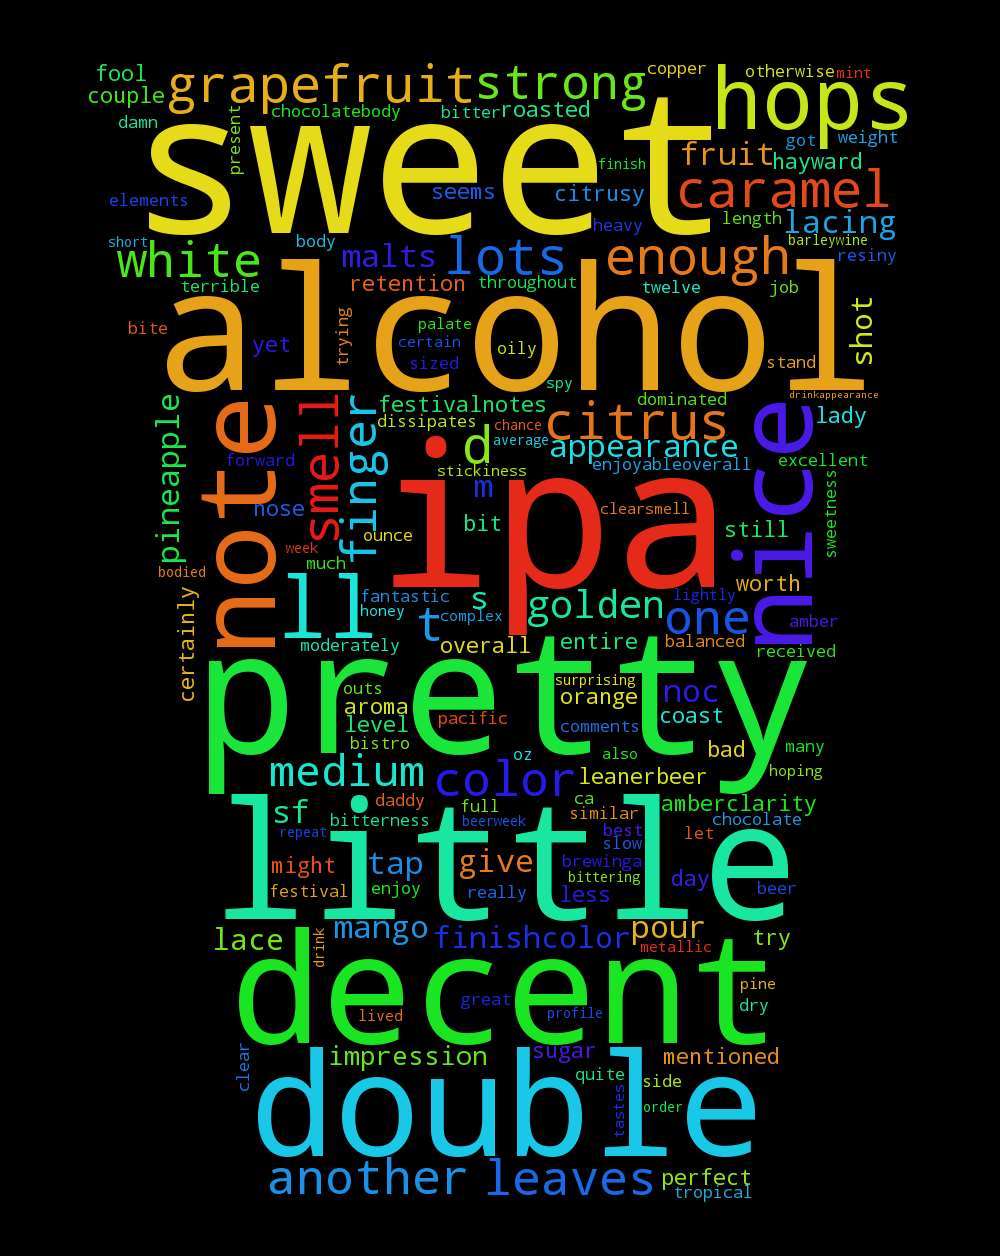 fool grapefruit strong copper otherwise mint hops
couple chocolatebody bitter roasted
damn present sweet finish fruit got weight hayward
elements seems citrusy caramel
heavy length lacing
short white body malts lots enough barleywine resiny
terrible retention throughout twelve job
bite yet trying alcohol palate certain sized oily stand shot
spy
pineapple note smell finger festivalnotes dominated drinkappearance nice lady
dissipates chance average d citrus appearance
forward stickiness enjoyableoverall excellent
nose m ipa clearsmell sweetness
bit still
week ounce
bodied much
certainly ll fantastic s golden lightly worth
honey t complex one amber
moderately overall entire balanced received
pretty surprising
outs aroma orange noc
level pacific comments coast
bistro also bad many
medium oz leanerbeer hoping
color
sf daddy full ca amberclarity
bitterness beerweek similar chocolate
repeat little best let
slow
might tap give brewinga
festival enjoy really bittering less day beer
lace drink mango finishcolor pour try
metallic
decent great pine
lived profile dry
clear impression sugar mentioned
double quite side
tastes order
another leaves perfect
tropical